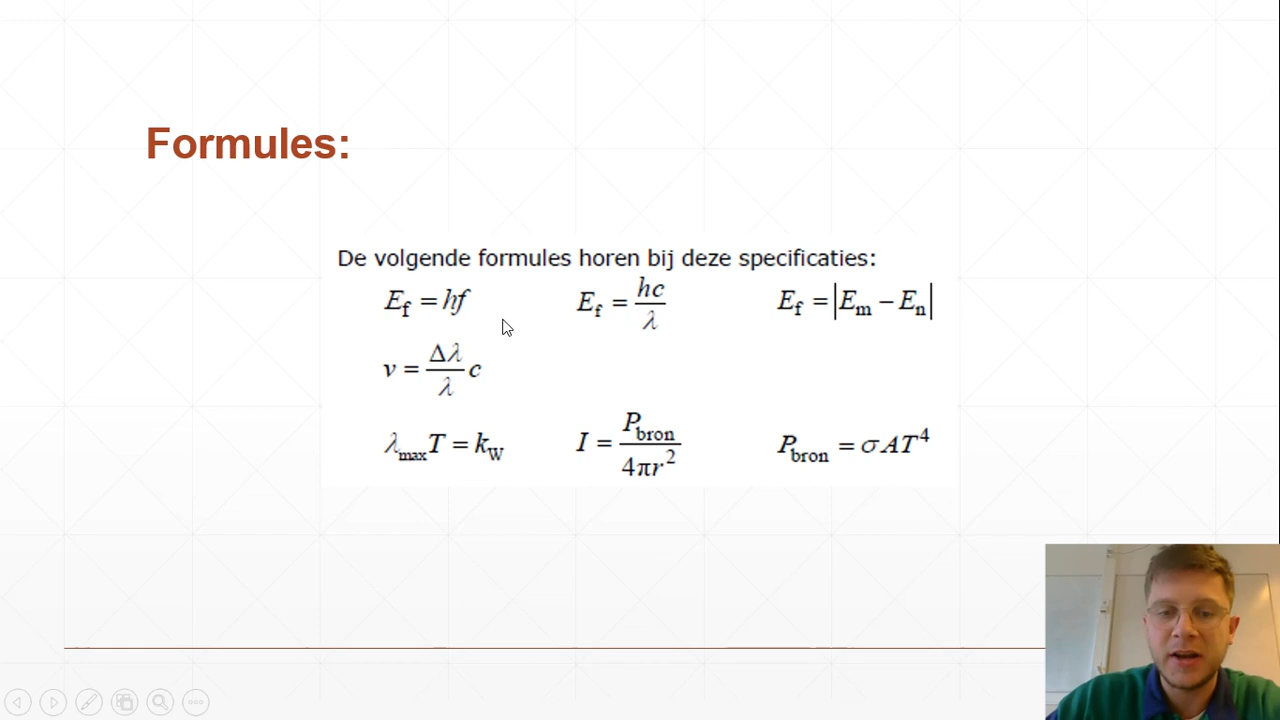 Formules:
De volgende formules horen bij deze specificaties:
E_f = hf    E_f = hc/λ    E_f = |E_m − E_n|
v = Δλ/λ c
λ_max T = k_W    I = P_bron/4πr²    P_bron = σAT⁴